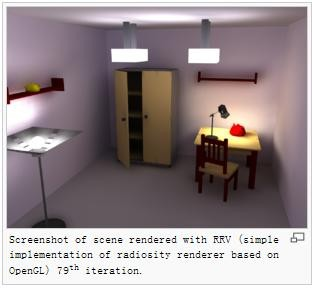 Screenshot of scene rendered with RRV (simple
implementation of radiosity renderer based on
OpenGL) 79th iteration.